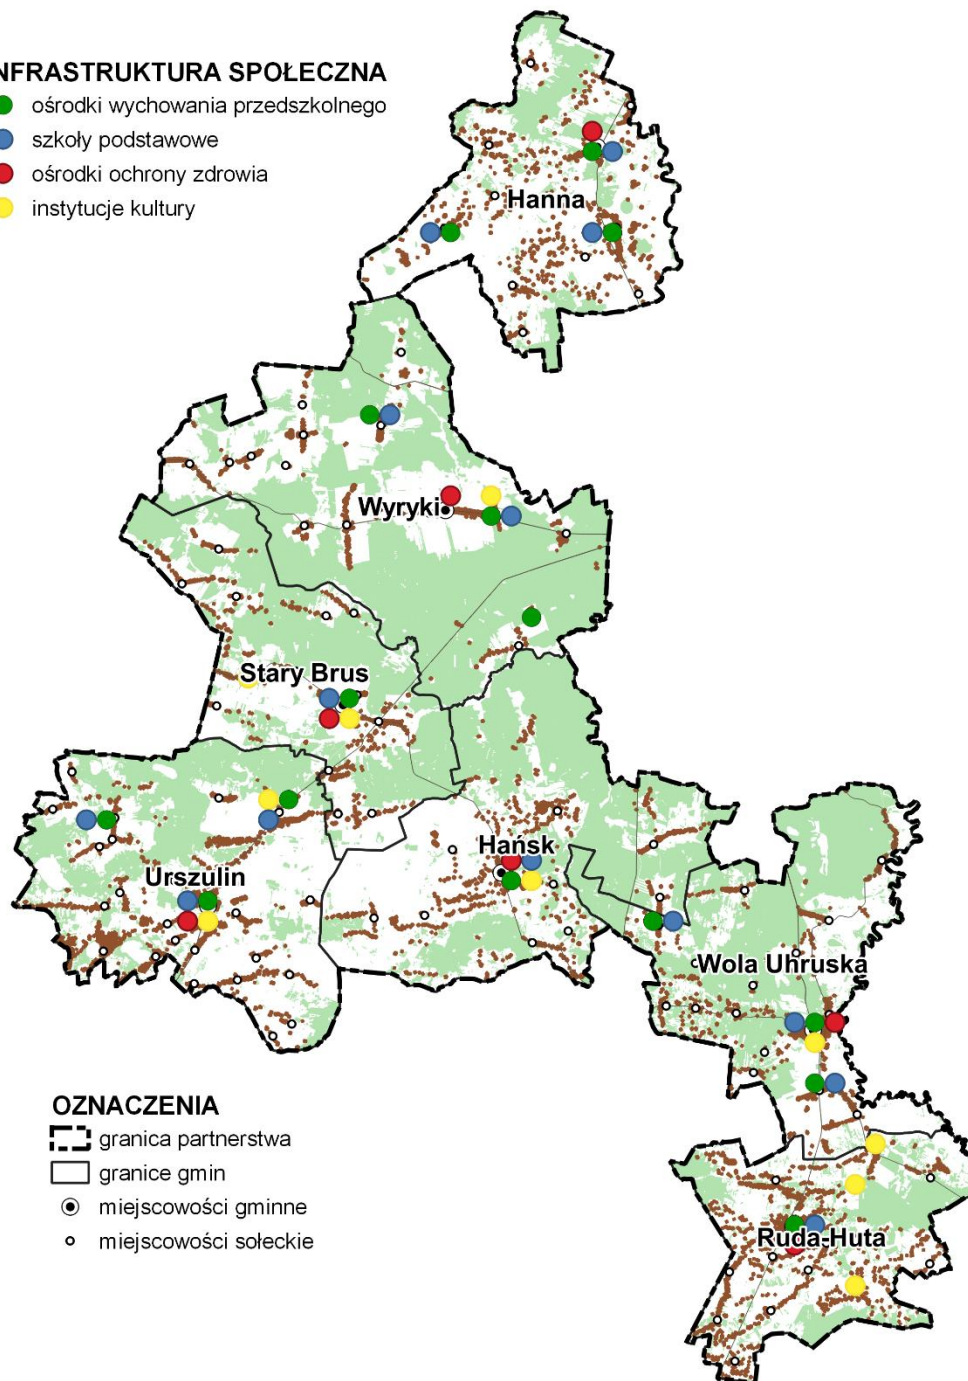 NFRASTRUKTURA SPOŁECZNA
ośrodki wychowania przedszkolnego
szkoły podstawowe
ośrodki ochrony zdrowia
instytucje kultury
Hanna
Wyryki
Stary Brus
Hańsk
Urszulin
Wola Uhruska
Ruda-Huta
OZNACZENIA
granica partnerstwa
granice gmin
miejscowości gminne
miejscowości sołeckie